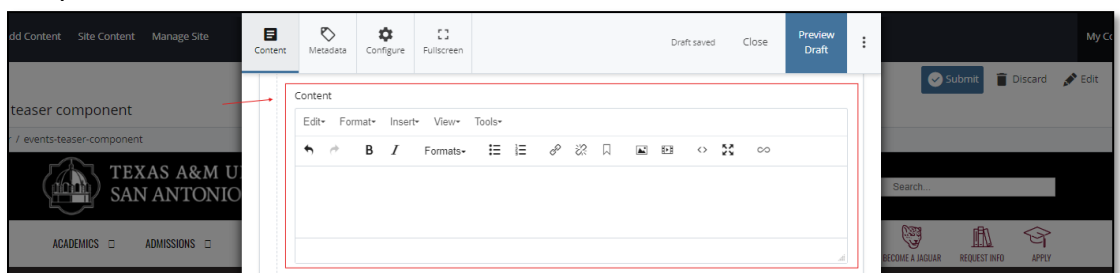 dd Content Site Content Manage Site
Content Metadata Configure Fullscreen Draft saved Close Preview Draft
My Co
Submit Discard Edit
teaser component
/ events-teaser-component
Content
Edit Format Insert View Tools
B I Formats
TEXAS A&M U
SAN ANTONIO
Search...
ACADEMICS ADMISSIONS
BECOME A JAGUAR REQUEST INFO APPLY